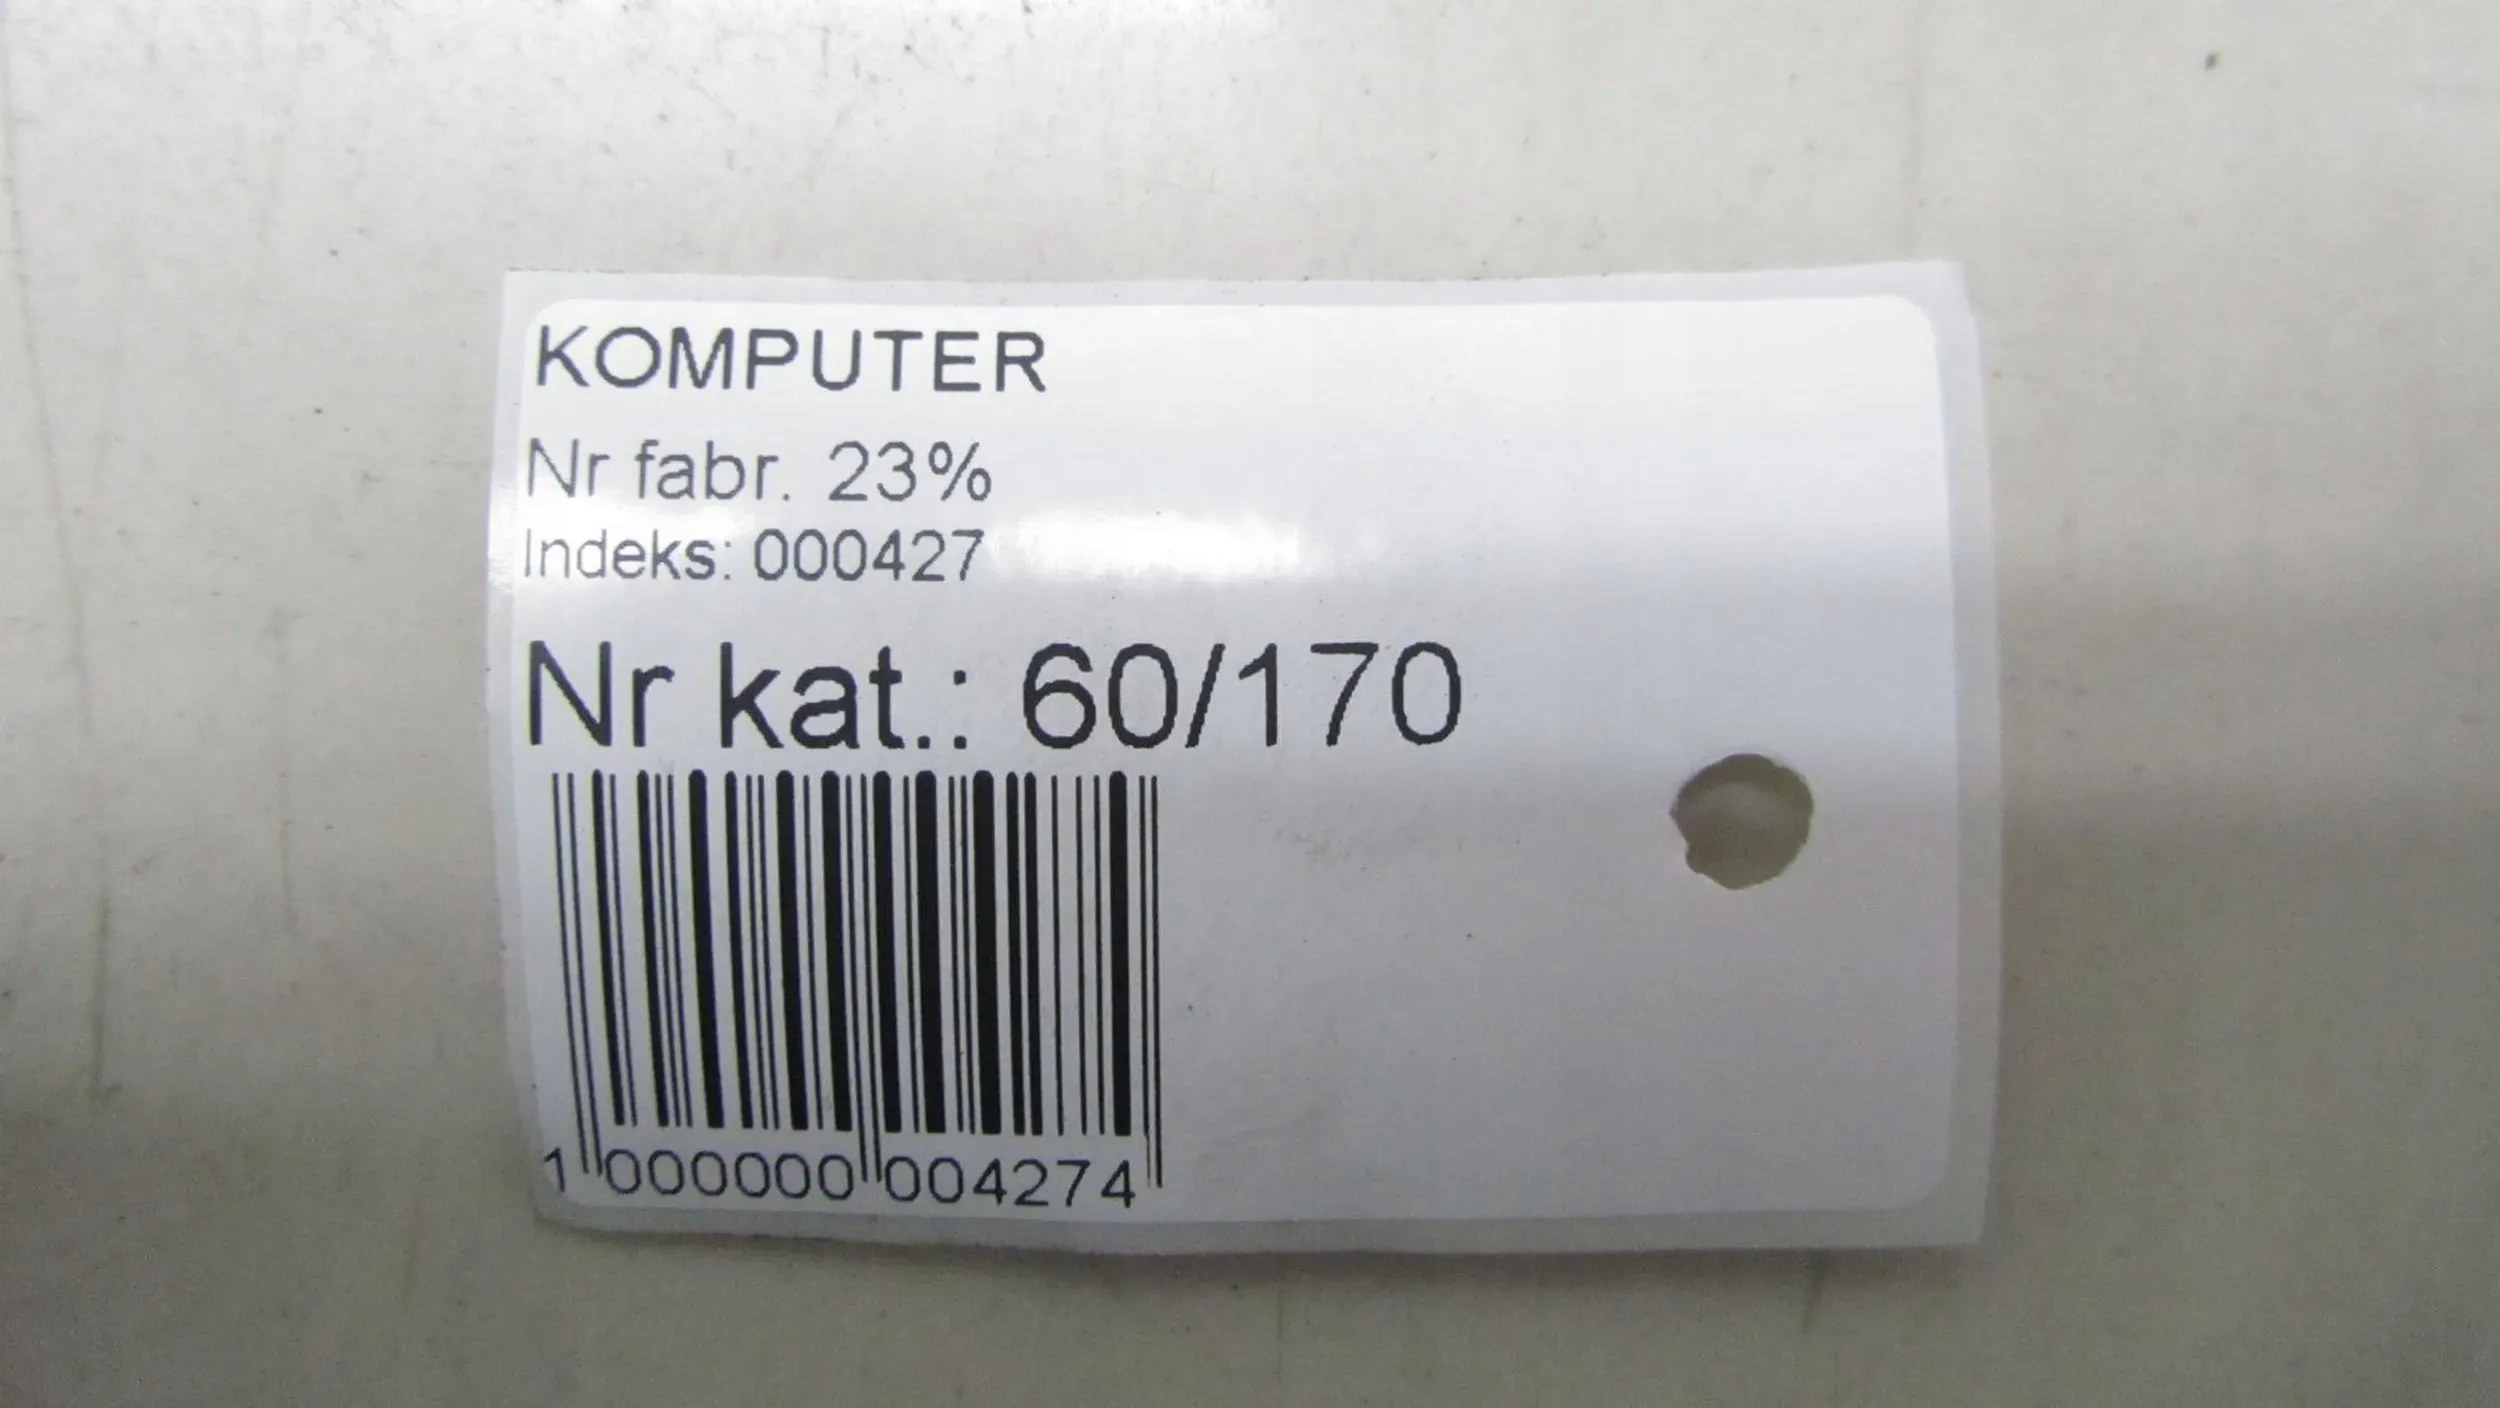 KOMPUTER
Nr fabr. 23%
Indeks: 000427
Nr kat.: 60/170
1 000000 004274